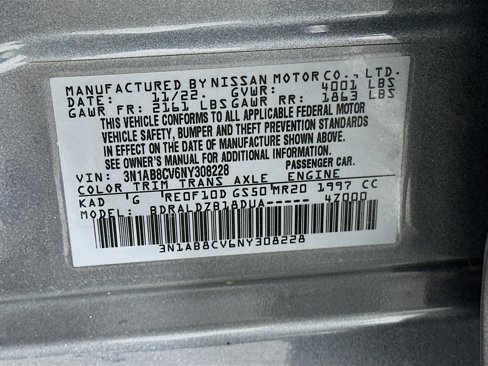 MANUFACTURED BY NISSAN MOTOR CO., LTD.
DATE: 11/22. GVWR: 4001 LBS
GAWR FR: 2161 LBS GAWR RR: 1863 LBS
THIS VEHICLE CONFORMS TO ALL APPLICABLE FEDERAL MOTOR
VEHICLE SAFETY, BUMPER AND THEFT PREVENTION STANDARDS
IN EFFECT ON THE DATE OF MANUFACTURE SHOWN ABOVE.
SEE OWNER'S MANUAL FOR ADDITIONAL INFORMATION.
VIN: 3N1AB8CV6NY308228 PASSENGER CAR.
COLOR TRIM TRANS AXLE ENGINE
KAD G RE0F10D GS50 MR20 1997 CC
MODEL: BDRALDZB18DUA----- 47000
3N1AB8CV6NY308228